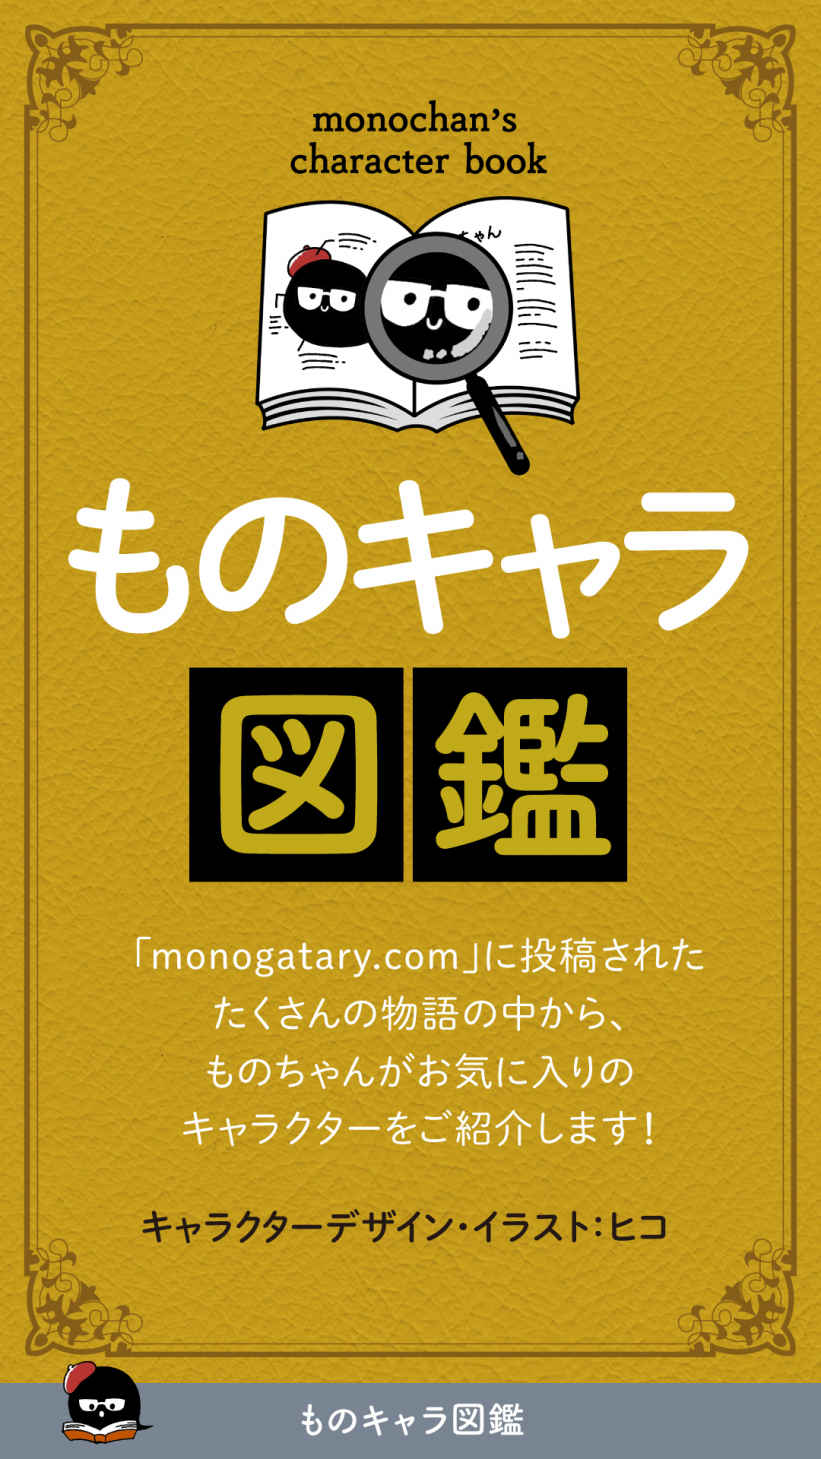 monochan's
character book
ちゃん
ものキャラ
図鑑
「monogatary.com」に投稿された
たくさんの物語の中から、
ものちゃんがお気に入りの
キャラクターをご紹介します!
キャラクターデザイン・イラスト:ヒコ
ものキャラ図鑑